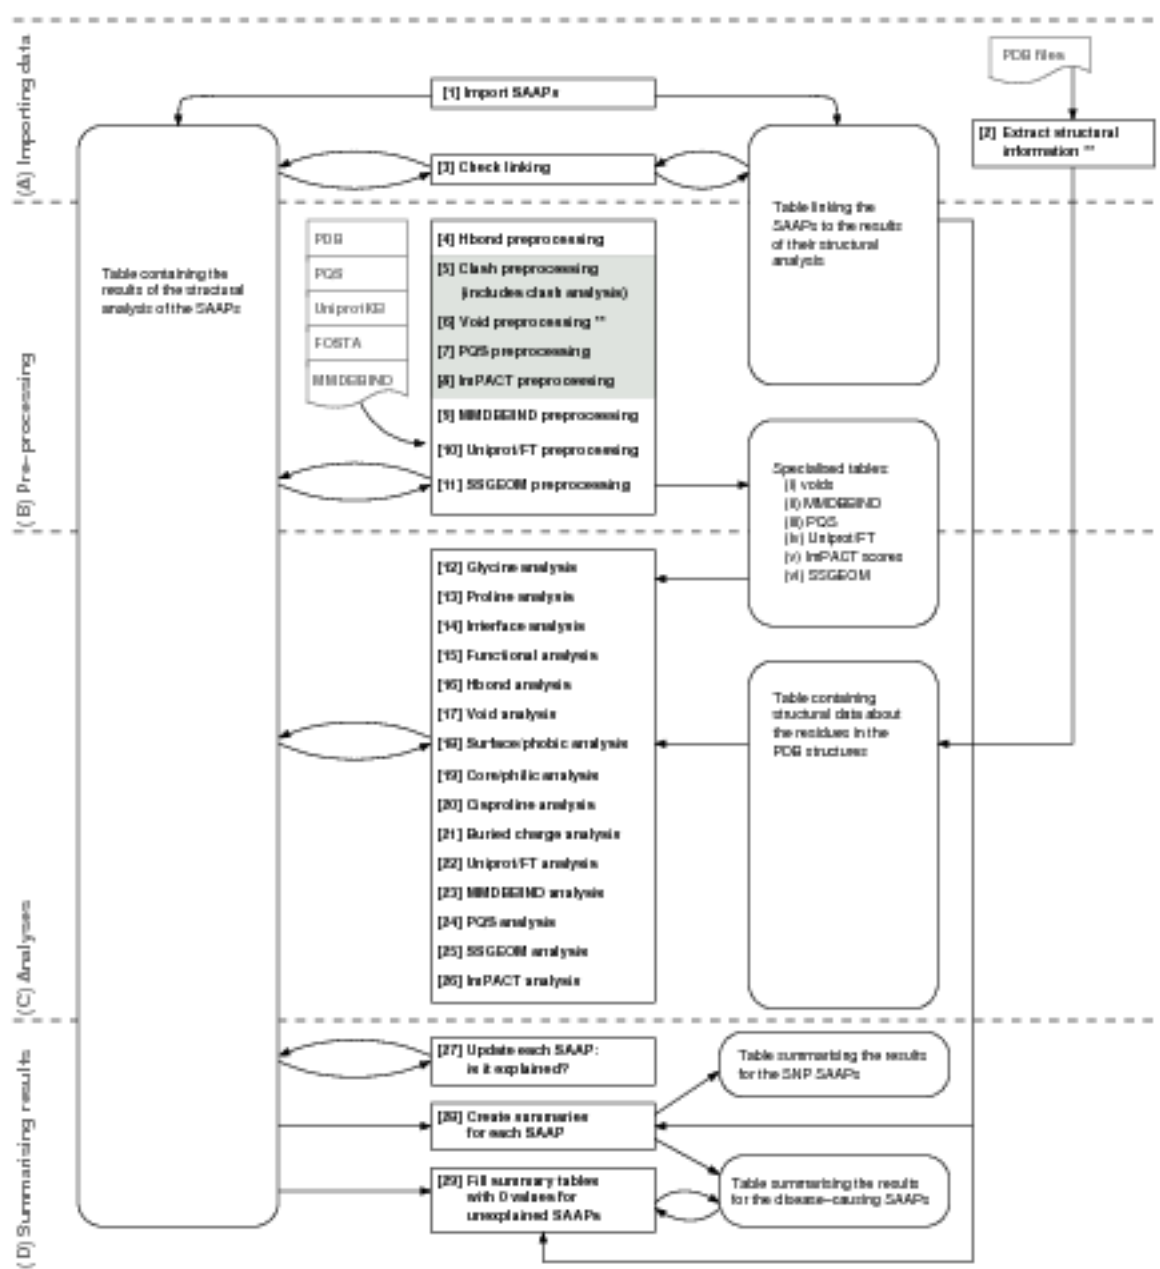 (A) Importing data
PDB files
[1] Import SAAPs
[2] Extract structural
information **
[3] Check linking
Table linking the
SAAPs to the results
of their structural
analysis
Table containing the
results of the structural
analysis of the SAAPs
(B) Pre-processing
PDB
PQS
UniprotKB
FOSTA
MMDBBIND
[4] Hbond preprocessing
[5] Clash preprocessing
(includes clash analysis)
[6] Void preprocessing **
[7] PQS preprocessing
[8] ImPACT preprocessing
[9] MMDBBIND preprocessing
[10] Uniprot/FT preprocessing
[11] SSGEOM preprocessing
Specialised tables:
(i) voids
(ii) MMDBBIND
(iii) PQS
(iv) Uniprot/FT
(v) ImPACT scores
(vi) SSGEOM
(C) Analyses
[12] Glycine analysis
[13] Proline analysis
[14] Interface analysis
[15] Functional analysis
[16] Hbond analysis
[17] Void analysis
[18] Surface/phobic analysis
[19] Core/philic analysis
[20] Cisproline analysis
[21] Buried charge analysis
[22] Uniprot/FT analysis
[23] MMDBBIND analysis
[24] PQS analysis
[25] SSGEOM analysis
[26] ImPACT analysis
Table containing
structural data about
the residues in the
PDB structures
(D) Summarising results
[27] Update each SAAP:
is it explained?
[28] Create summaries
for each SAAP
[29] Fill summary tables
with 0 values for
unexplained SAAPs
Table summarising the results
for the SNP SAAPs
Table summarising the results
for the disease-causing SAAPs